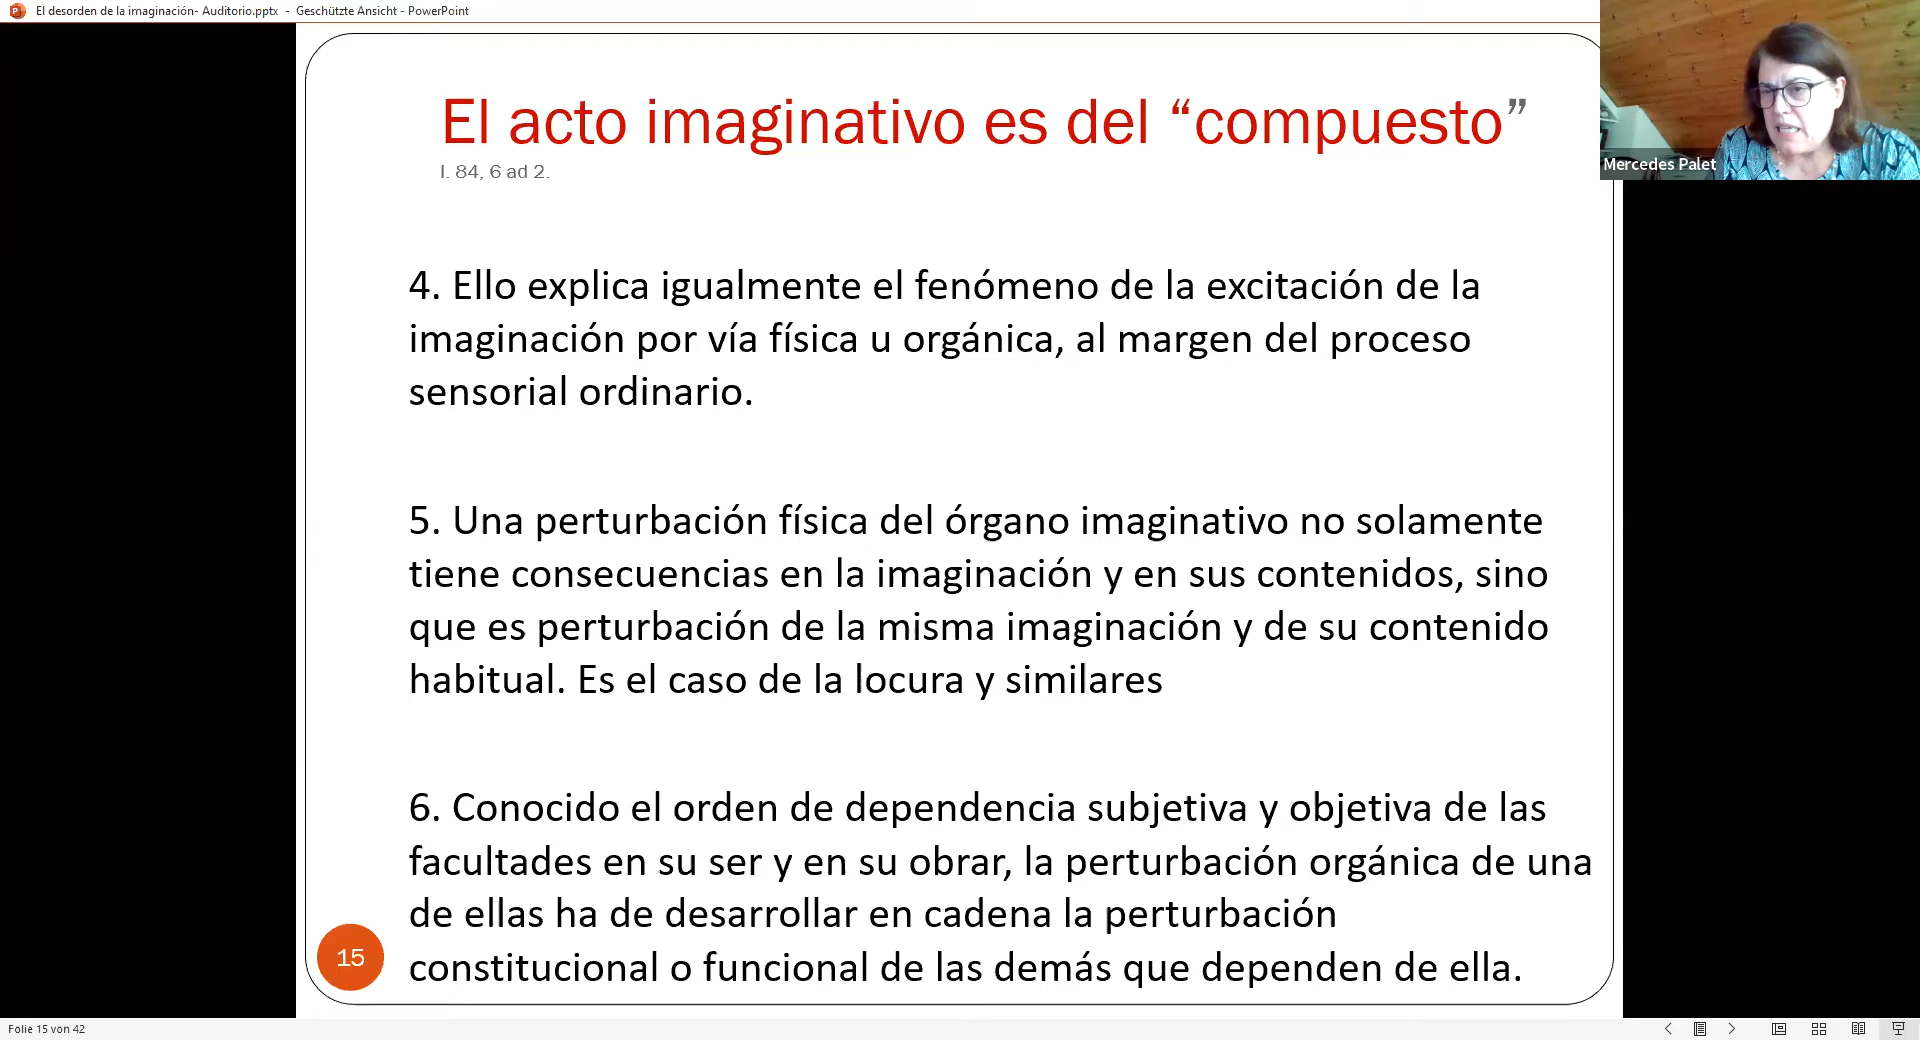 El desorden de la imaginación- Auditorio.pptx - Geschützte Ansicht - PowerPoint
El acto imaginativo es del “compuesto”
I. 84, 6 ad 2.
Mercedes Palet
4. Ello explica igualmente el fenómeno de la excitación de la
imaginación por vía física u orgánica, al margen del proceso
sensorial ordinario.
5. Una perturbación física del órgano imaginativo no solamente
tiene consecuencias en la imaginación y en sus contenidos, sino
que es perturbación de la misma imaginación y de su contenido
habitual. Es el caso de la locura y similares
6. Conocido el orden de dependencia subjetiva y objetiva de las
facultades en su ser y en su obrar, la perturbación orgánica de una
de ellas ha de desarrollar en cadena la perturbación
constitucional o funcional de las demás que dependen de ella.
15
Folie 15 von 42